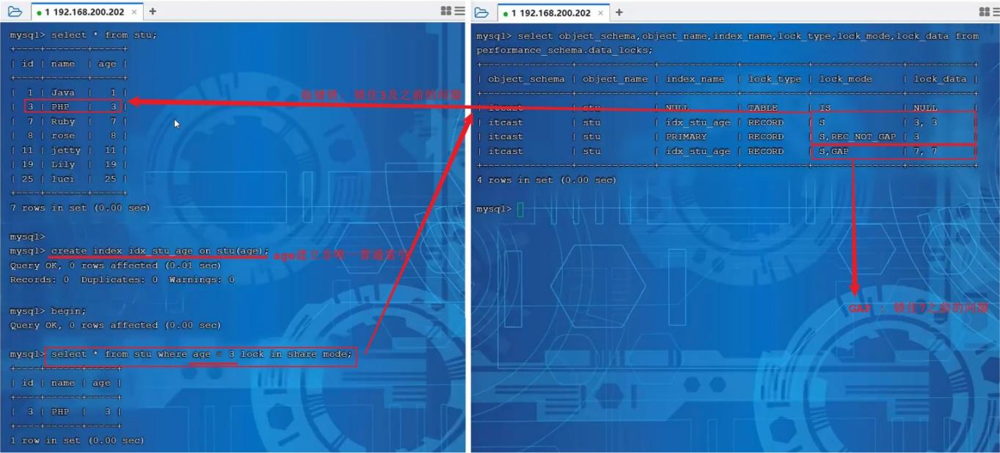 1 192.168.200.202 × +
mysql> select * from stu;
+----+-------+-----+
| id | name | age |
+----+-------+-----+
| 1 | Java | 1 |
| 3 | PHP | 3 |
| 7 | Ruby | 7 |
| 8 | rose | 8 |
| 11 | jetty | 11 |
| 19 | Lily | 19 |
| 25 | luci | 25 |
+----+-------+-----+
7 rows in set (0.00 sec)
mysql>
mysql> create index idx_stu_age on stu(age);
age建立非唯一普通索引
Query OK, 0 rows affected (0.01 sec)
Records: 0 Duplicates: 0 Warnings: 0
mysql> begin;
Query OK, 0 rows affected (0.00 sec)
mysql> select * from stu where age = 3 lock in share mode;
+----+------+-----+
| id | name | age |
+----+------+-----+
| 3 | PHP | 3 |
+----+------+-----+
1 row in set (0.00 sec)
临键锁: 锁住3及之前的间隙
1 192.168.200.202 × +
mysql> select object_schema,object_name,index_name,lock_type,lock_mode,lock_data from
performance_schema.data_locks;
+---------------+-------------+-------------+-----------+---------------+-----------+
| object_schema | object_name | index_name | lock_type | lock_mode | lock_data |
+---------------+-------------+-------------+-----------+---------------+-----------+
| itcast | stu | NULL | TABLE | IS | NULL
| itcast | stu | idx_stu_age | RECORD | S | 3, 3
| itcast | stu | PRIMARY | RECORD | S,REC_NOT_GAP | 3
| itcast | stu | idx_stu_age | RECORD | S,GAP | 7, 7
+---------------+-------------+-------------+-----------+---------------+-----------+
4 rows in set (0.00 sec)
mysql>
GAP : 锁住7之前的间隙